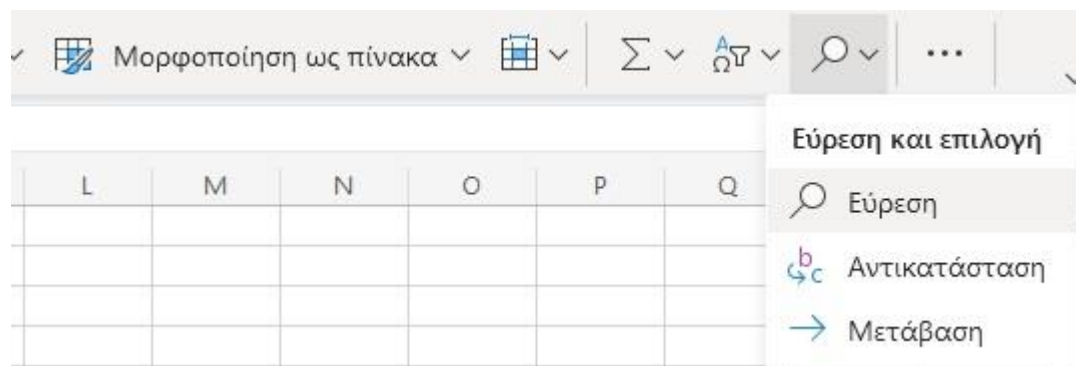 Μορφοποίηση ως πίνακα
Εύρεση και επιλογή
L M N O P Q
Εύρεση
Αντικατάσταση
Μετάβαση